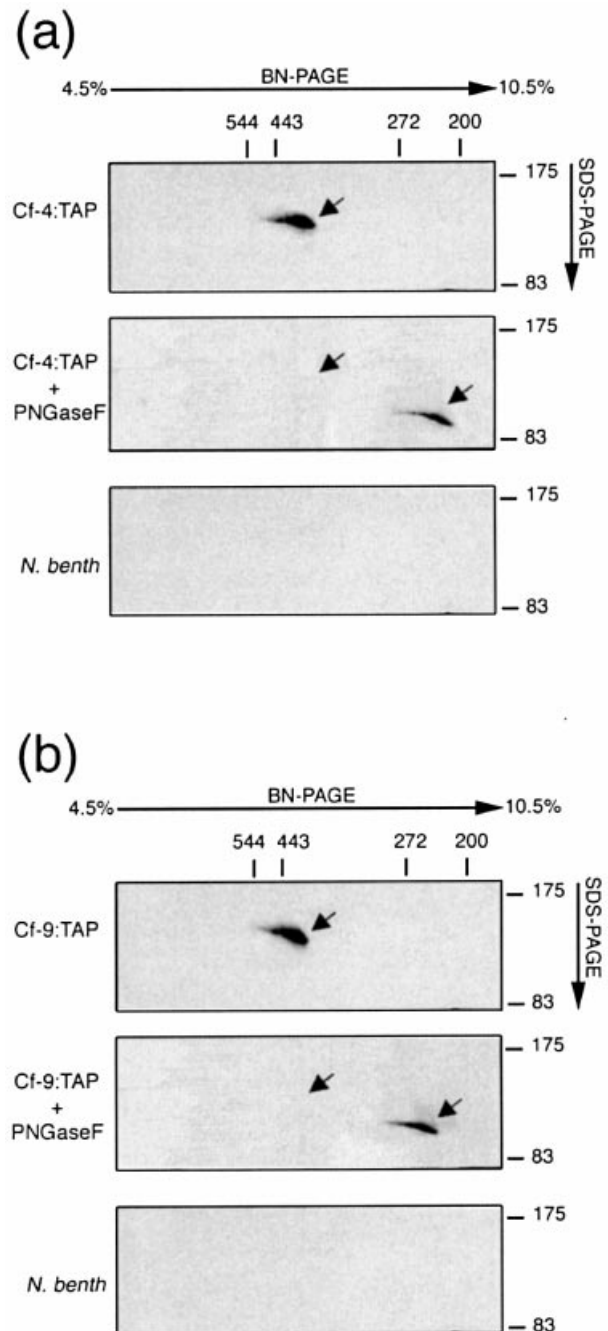 (a)
BN-PAGE
4.5% 10.5%
544 443 272 200
Cf-4:TAP
175
83
SDS-PAGE
Cf-4:TAP
+
PNGaseF
175
83
N. benth
175
83
(b)
BN-PAGE
4.5% 10.5%
544 443 272 200
Cf-9:TAP
175
83
SDS-PAGE
Cf-9:TAP
+
PNGaseF
175
83
N. benth
175
83